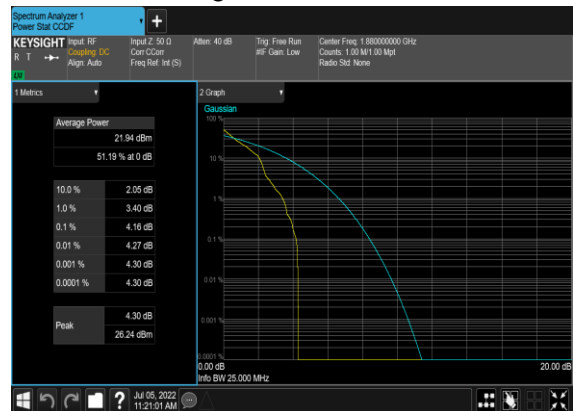 Spectrum Analyzer 1
Power Stat CCDF
+
KEYSIGHT
R T
LW
Input: RF
Coupling: DC
Align: Auto
Input Z: 50 Ω
Corr CCorr
Freq Ref: Int (S)
Atten: 40 dB
Trig: Free Run
#IF Gain: Low
Center Freq: 1.880000000 GHz
Counts: 1.00 M/1.00 Mpt
Radio Std: None
1 Metrics
Average Power
21.94 dBm
51.19 % at 0 dB
10.0 % 2.05 dB
1.0 % 3.40 dB
0.1 % 4.16 dB
0.01 % 4.27 dB
0.001 % 4.30 dB
0.0001 % 4.30 dB
Peak
4.30 dB
26.24 dBm
2 Graph
Gaussian
100 %
10 %
1 %
0.1 %
0.01 %
0.001 %
0.0001 %
0.00 dB 20.00 dB
Info BW 25.000 MHz
?
Jul 05, 2022
11:21:01 AM